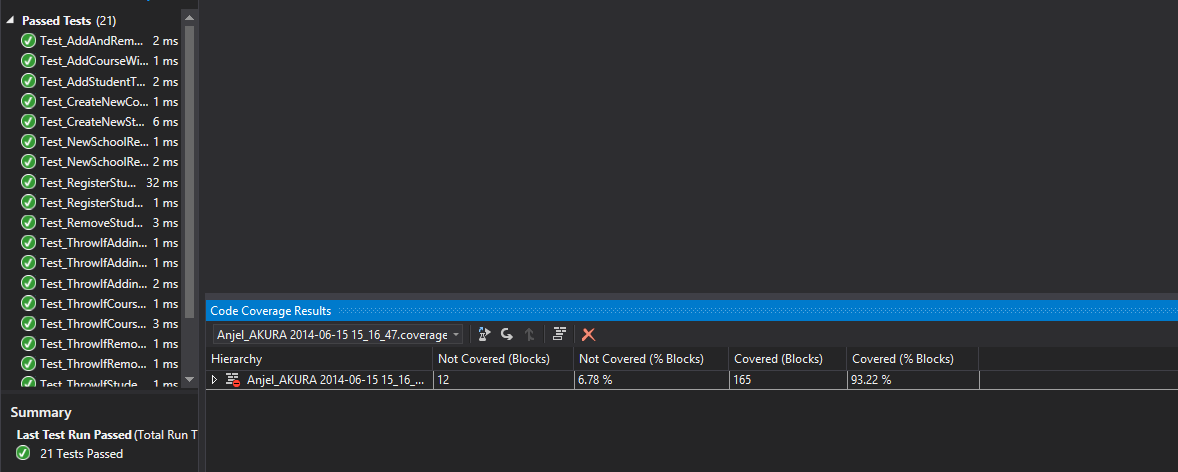 Passed Tests (21)
Test_AddAndRem... 2 ms
Test_AddCourseWi... 1 ms
Test_AddStudentT... 2 ms
Test_CreateNewCo... 1 ms
Test_CreateNewSt... 6 ms
Test_NewSchoolRe... 1 ms
Test_NewSchoolRe... 2 ms
Test_RegisterStu... 32 ms
Test_RegisterStud... 1 ms
Test_RemoveStud... 3 ms
Test_ThrowIfAddin... 1 ms
Test_ThrowIfAddin... 1 ms
Test_ThrowIfAddin... 2 ms
Test_ThrowIfCours... 1 ms
Test_ThrowIfCours... 3 ms
Test_ThrowIfRemo... 1 ms
Test_ThrowIfRemo... 1 ms
Test_ThrowIfStude... 1 ms
Summary
Last Test Run Passed (Total Run T
21 Tests Passed
Code Coverage Results
Anjel_AKURA 2014-06-15 15_16_47.coverage
Hierarchy Not Covered (Blocks) Not Covered (% Blocks) Covered (Blocks) Covered (% Blocks)
Anjel_AKURA 2014-06-15 15_16_... 12 6.78 % 165 93.22 %